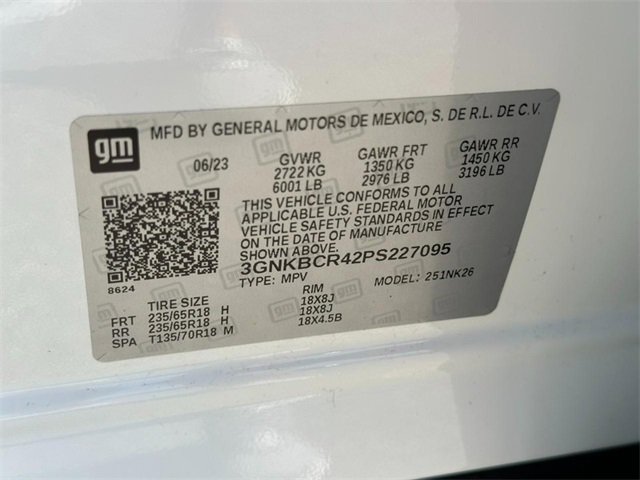 gm MFD BY GENERAL MOTORS DE MEXICO, S. DE R.L. DE C.V.
06/23 GVWR GAWR FRT GAWR RR
2722 KG 1350 KG 1450 KG
6001 LB 2976 LB 3196 LB
THIS VEHICLE CONFORMS TO ALL
APPLICABLE U.S. FEDERAL MOTOR
VEHICLE SAFETY STANDARDS IN EFFECT
ON THE DATE OF MANUFACTURE
SHOWN ABOVE.
3GNKBCR42PS227095
8624 TYPE: MPV MODEL: 251NK26
TIRE SIZE RIM
FRT 235/65R18 H 18X8J
RR 235/65R18 H 18X8J
SPA T135/70R18 M 18X4.5B